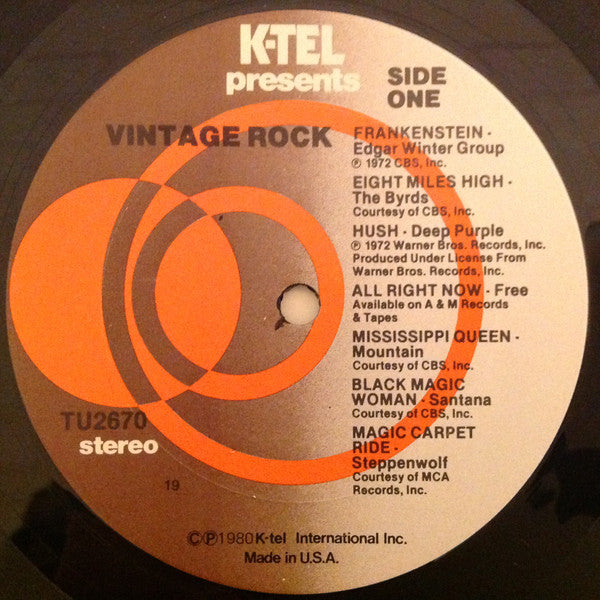 K-TEL
presents
SIDE
ONE
VINTAGE ROCK
FRANKENSTEIN -
Edgar Winter Group
Ⓟ 1972 CBS, Inc.
EIGHT MILES HIGH -
The Byrds
Courtesy of CBS, Inc.
HUSH - Deep Purple
Ⓟ 1972 Warner Bros. Records, Inc.
Produced Under License From
Warner Bros. Records, Inc.
ALL RIGHT NOW - Free
Available on A & M Records
& Tapes
MISSISSIPPI QUEEN -
Mountain
Courtesy of CBS, Inc.
BLACK MAGIC
WOMAN - Santana
Courtesy of CBS, Inc.
MAGIC CARPET
RIDE -
Steppenwolf
Courtesy of MCA
Records, Inc.
TU2670
stereo
19
©Ⓟ1980 K-tel International Inc.
Made in U.S.A.